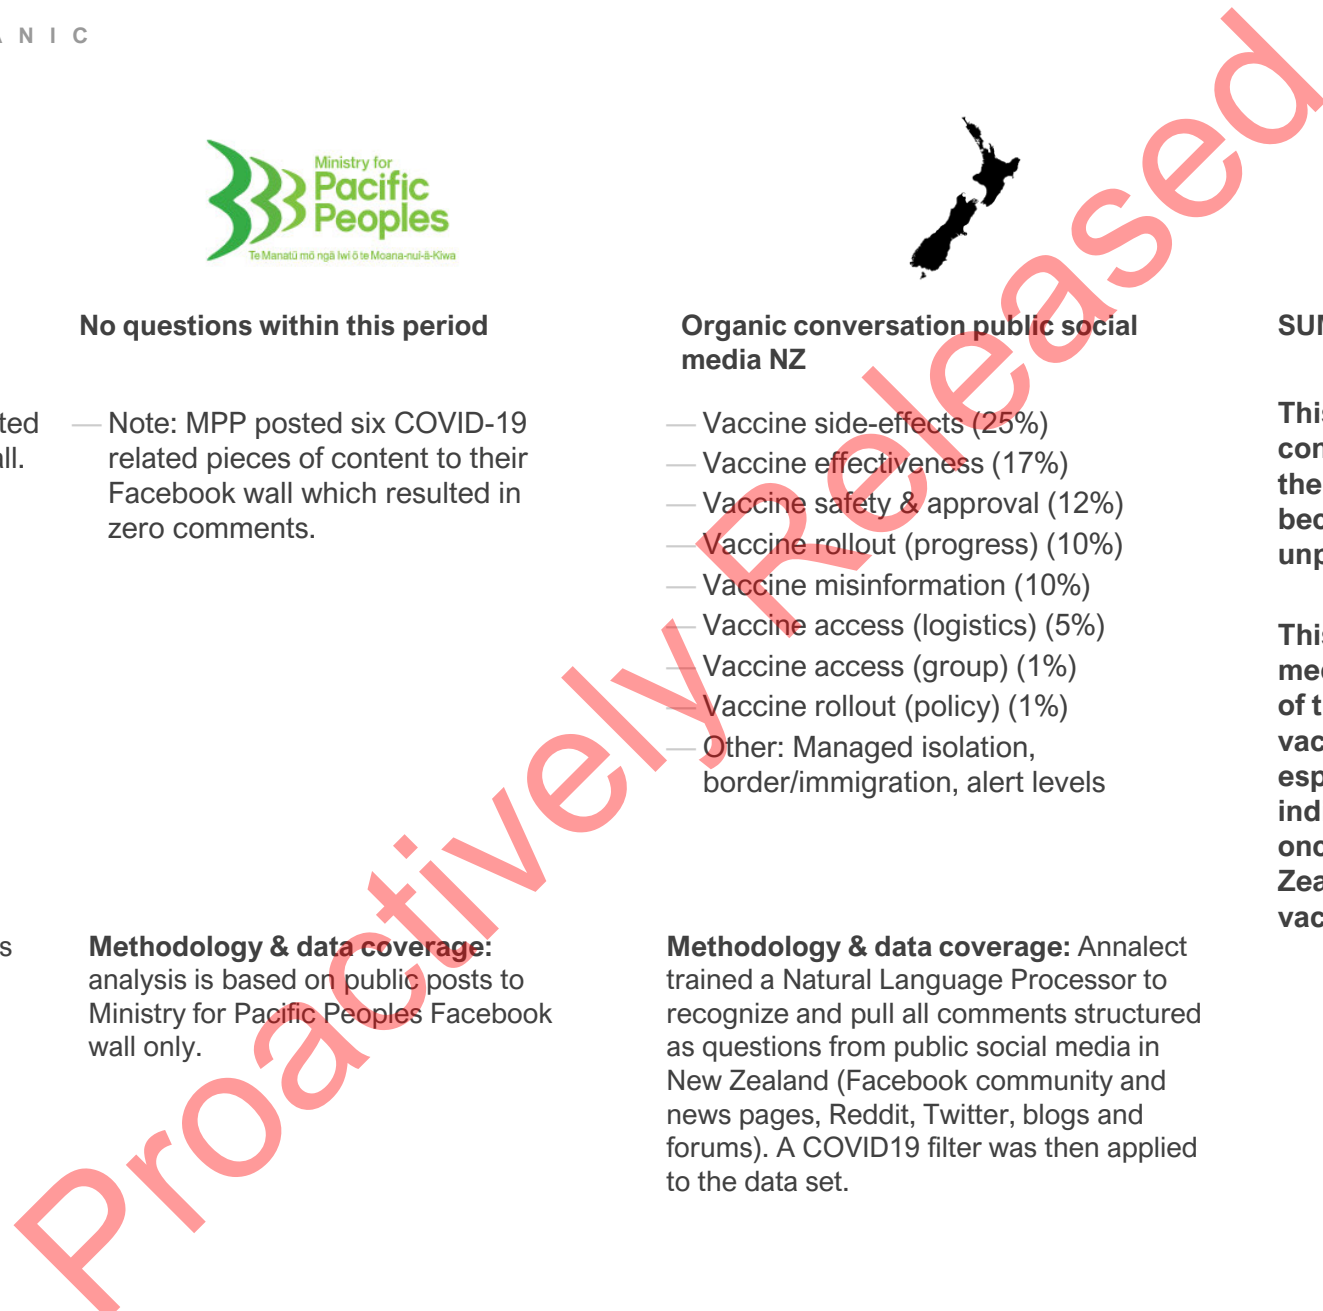 A N I C
Ministry for
Pacific
Peoples
Te Manatū mō ngā Iwi ō te Moana-nui-ā-Kiwa
No questions within this period
— Note: MPP posted six COVID-19
related pieces of content to their
Facebook wall which resulted in
zero comments.
Methodology & data coverage:
analysis is based on public posts to
Ministry for Pacific Peoples Facebook
wall only.
Organic conversation public social
media NZ
— Vaccine side-effects (25%)
— Vaccine effectiveness (17%)
— Vaccine safety & approval (12%)
— Vaccine rollout (progress) (10%)
— Vaccine misinformation (10%)
— Vaccine access (logistics) (5%)
— Vaccine access (group) (1%)
— Vaccine rollout (policy) (1%)
— Other: Managed isolation,
border/immigration, alert levels
Methodology & data coverage: Annalect
trained a Natural Language Processor to
recognize and pull all comments structured
as questions from public social media in
New Zealand (Facebook community and
news pages, Reddit, Twitter, blogs and
forums). A COVID19 filter was then applied
to the data set.
of t
Proactively Released